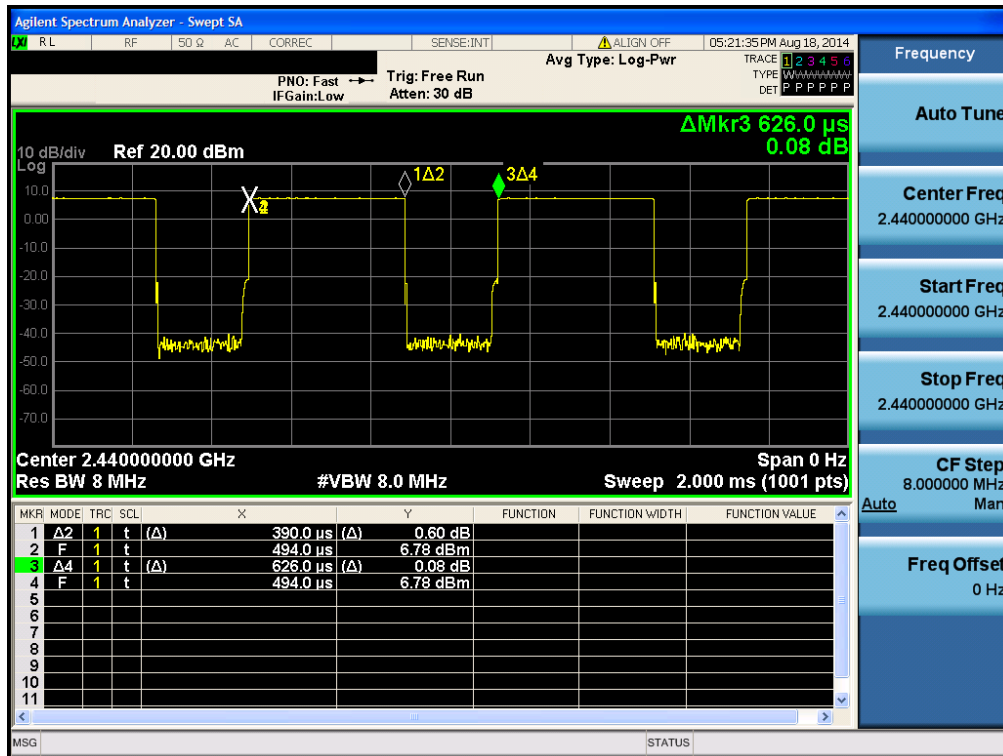 Agilent Spectrum Analyzer - Swept SA
LXI RL RF 50 Ω AC CORREC SENSE:INT ALIGN OFF 05:21:35 PM Aug 18, 2014
Frequency
Avg Type: Log-Pwr TRACE 1 2 3 4 5 6
PNO: Fast Trig: Free Run TYPE WWWWWW
IFGain:Low Atten: 30 dB DET P P P P P P
Auto Tune
ΔMkr3 626.0 µs
10 dB/div Ref 20.00 dBm 0.08 dB
Log
1Δ2 3Δ4
10.0
0.00
-10.0
-20.0
-30.0
-40.0
-50.0
-60.0
-70.0
Center Freq
2.440000000 GHz
Start Freq
2.440000000 GHz
Stop Freq
2.440000000 GHz
Center 2.440000000 GHz Span 0 Hz
Res BW 8 MHz #VBW 8.0 MHz Sweep 2.000 ms (1001 pts)
CF Step
8.000000 MHz
Auto Man
MKR MODE TRC SCL X Y FUNCTION FUNCTION WIDTH FUNCTION VALUE
1 Δ2 1 t (Δ) 390.0 µs (Δ) 0.60 dB
2 F 1 t 494.0 µs 6.78 dBm
3 Δ4 1 t (Δ) 626.0 µs (Δ) 0.08 dB
4 F 1 t 494.0 µs 6.78 dBm
5
6
7
8
9
10
11
Freq Offset
0 Hz
MSG STATUS